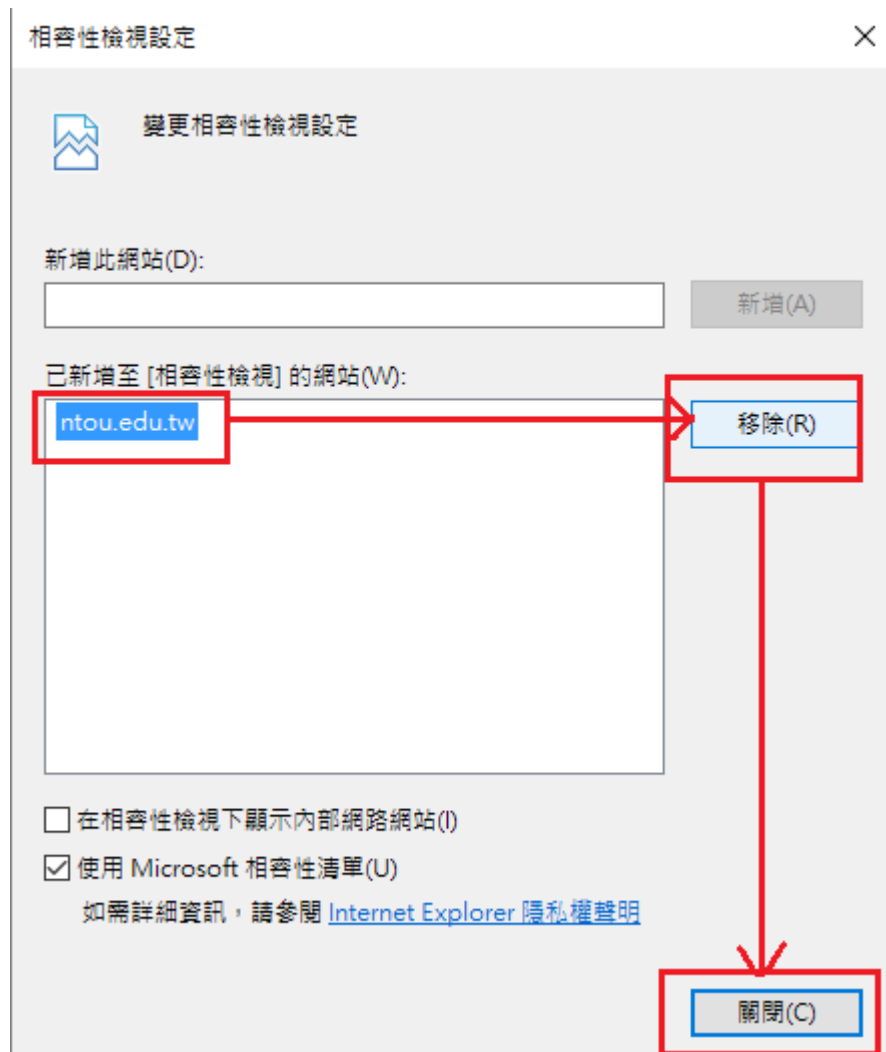 相容性檢視設定
變更相容性檢視設定
新增此網站(D):
新增(A)
已新增至 [相容性檢視] 的網站(W):
ntou.edu.tw
移除(R)
在相容性檢視下顯示內部網路網站(I)
使用 Microsoft 相容性清單(U)
如需詳細資訊，請參閱 Internet Explorer 隱私權聲明
關閉(C)